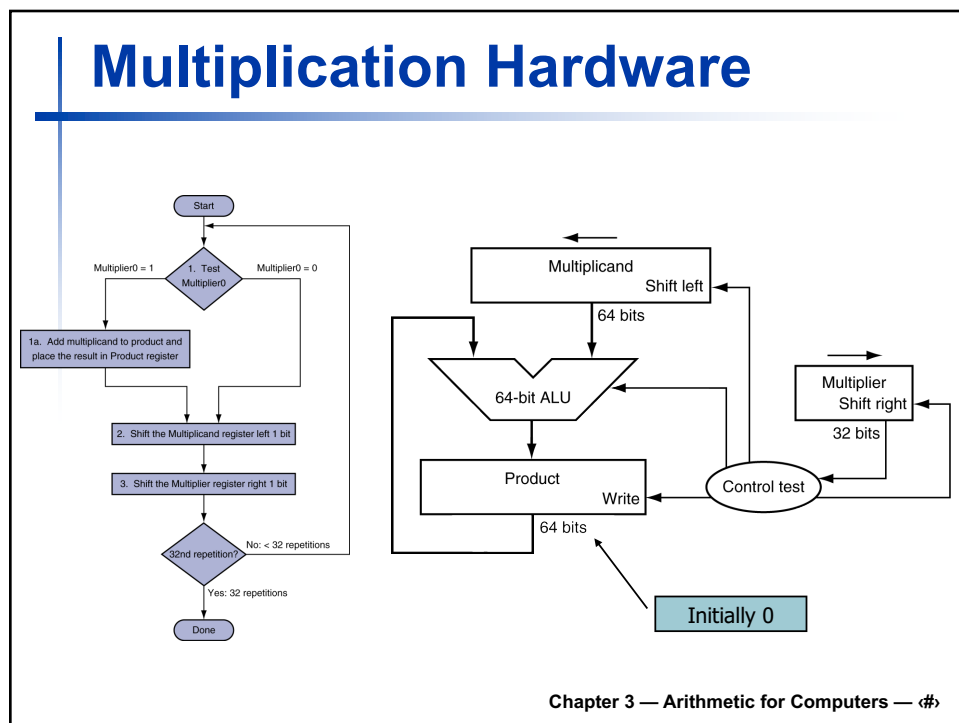 Multiplication Hardware
Start
Multiplier0 = 1
1. Test
Multiplier0
Multiplier0 = 0
1a. Add multiplicand to product and
place the result in Product register
2. Shift the Multiplicand register left 1 bit
3. Shift the Multiplier register right 1 bit
32nd repetition?
No: < 32 repetitions
Yes: 32 repetitions
Done
Multiplicand
Shift left
64 bits
64-bit ALU
Multiplier
Shift right
32 bits
Product
Write
64 bits
Control test
Initially 0
Chapter 3 — Arithmetic for Computers — ‹#›